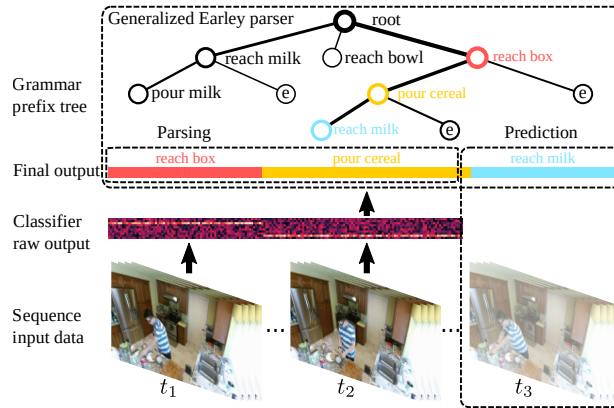 Generalized Earley parser
root
reach milk
reach bowl
reach box
Grammar
prefix tree
pour milk
e
pour cereal
e
reach milk
e
Parsing
Prediction
Final output
reach box
pour cereal
reach milk
Classifier
raw output
Sequence
input data
...
...
t1
t2
t3